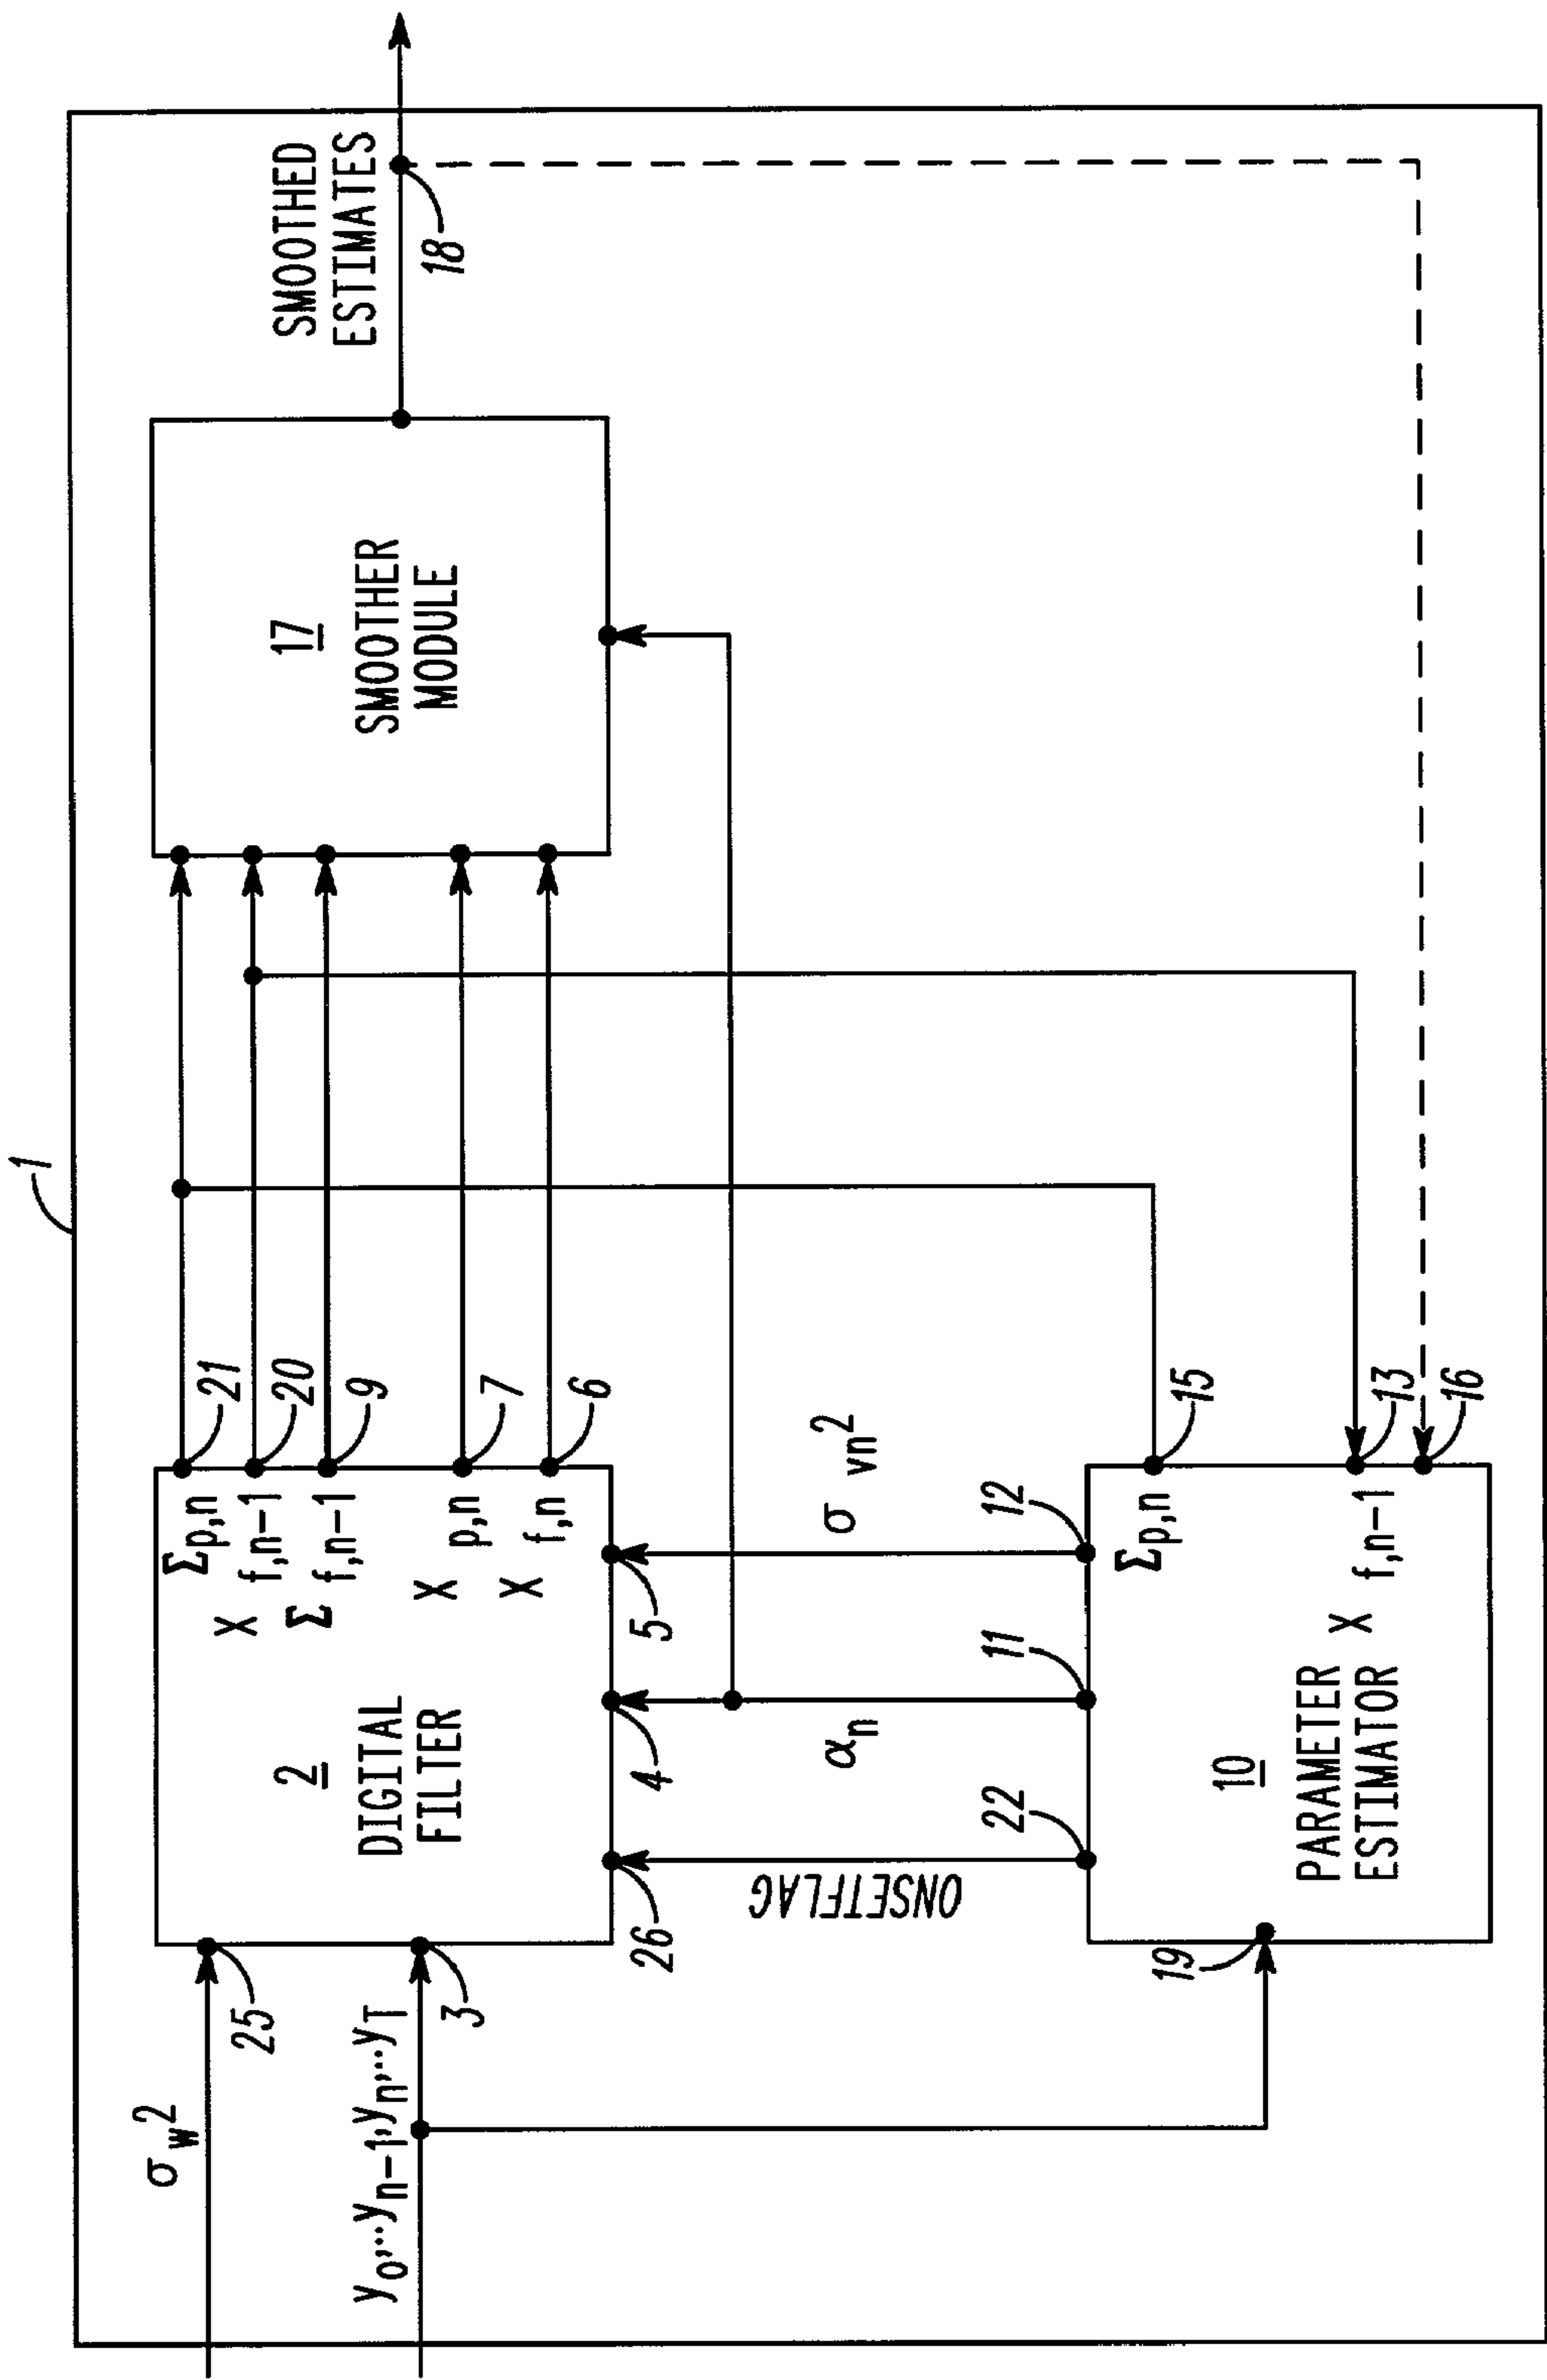 1
σw²
25
y0,...yn-1,yn,...yT
3
2
DIGITAL
FILTER
Σp,n
X f,n-1
Σ f,n-1
X p,n
X f,n
21
20
9
7
6
26
4
5
17
SMOOTHER
MODULE
SMOOTHED
ESTIMATES
18
ONSETFLAG
αn
σ vn²
22
11
12
19
10
PARAMETER
ESTIMATOR
Σp,n
X f,n-1
15
13
16